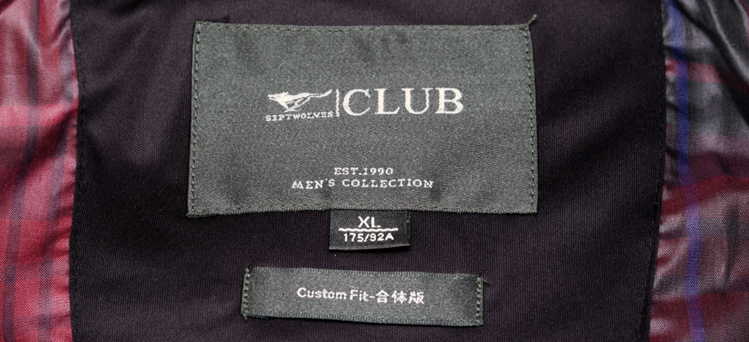 SEPTWOLVES
CLUB
EST.1990
MEN'S COLLECTION
XL
175/92A
Custom Fit-合体版